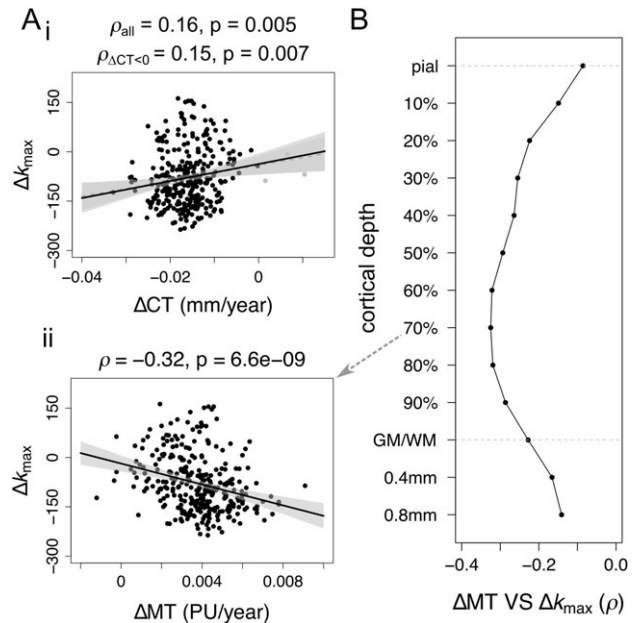 A
i
ρall = 0.16, p = 0.005
ρΔCT<0 = 0.15, p = 0.007
Δkmax
150
0
−150
−300
−0.04
−0.02
0
ΔCT (mm/year)
ii
ρ = −0.32, p = 6.6e−09
Δkmax
150
0
−150
−300
0
0.004
0.008
ΔMT (PU/year)
B
cortical depth
pial
10%
20%
30%
40%
50%
60%
70%
80%
90%
GM/WM
0.4mm
0.8mm
−0.4
−0.2
0.0
ΔMT VS Δkmax (ρ)